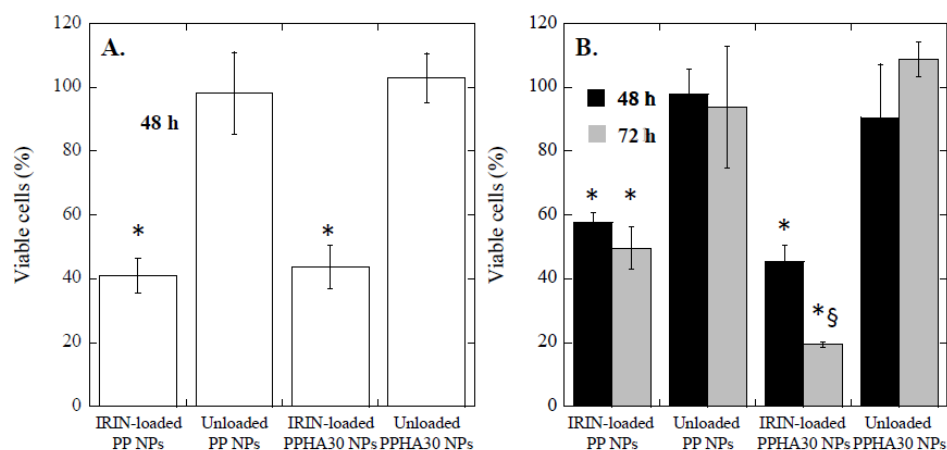 A.
48 h
Viable cells (%)
120
100
80
60
40
20
0
*
*
IRIN-loaded PP NPs
Unloaded PP NPs
IRIN-loaded PPHA30 NPs
Unloaded PPHA30 NPs
B.
48 h
72 h
Viable cells (%)
120
100
80
60
40
20
0
*
*
*
*§
IRIN-loaded PP NPs
Unloaded PP NPs
IRIN-loaded PPHA30 NPs
Unloaded PPHA30 NPs